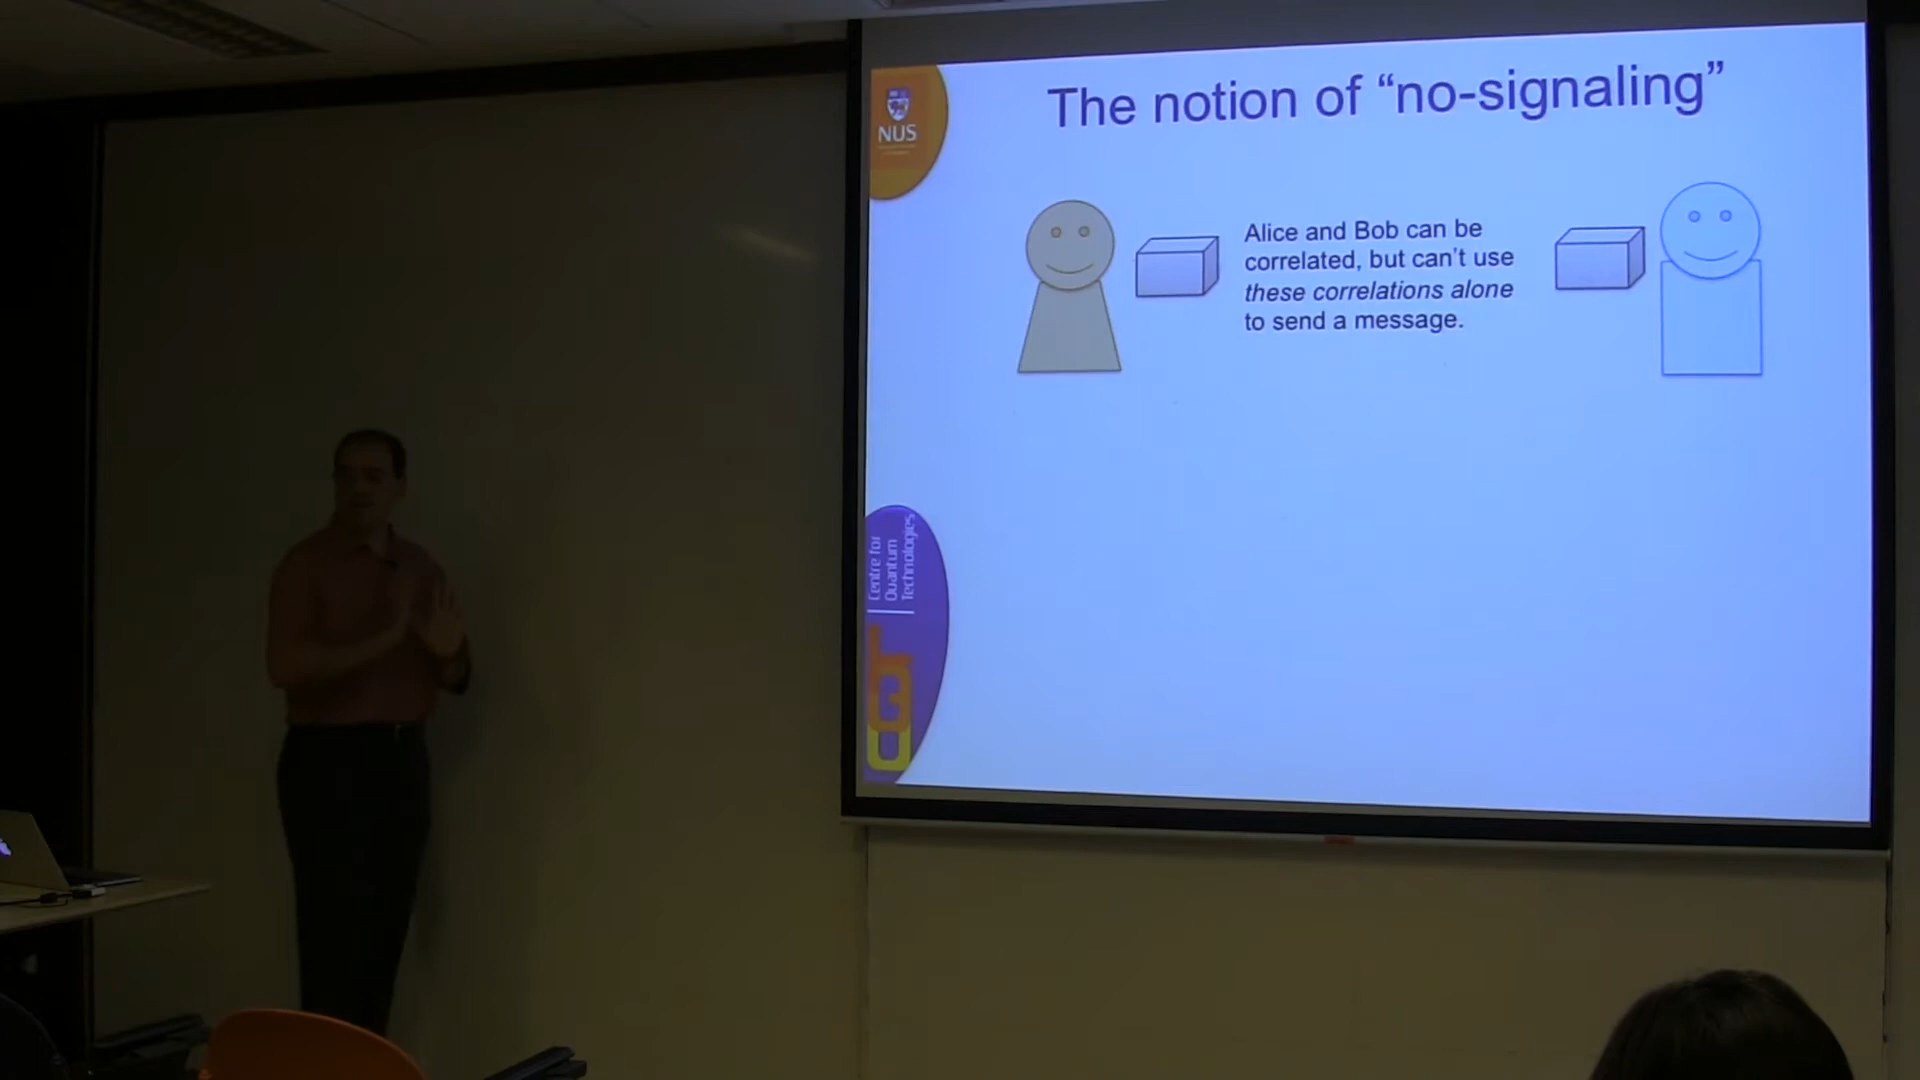 The notion of “no-signaling”
NUS
Alice and Bob can be
correlated, but can’t use
these correlations alone
to send a message.
Centre for
Quantum
Technologies